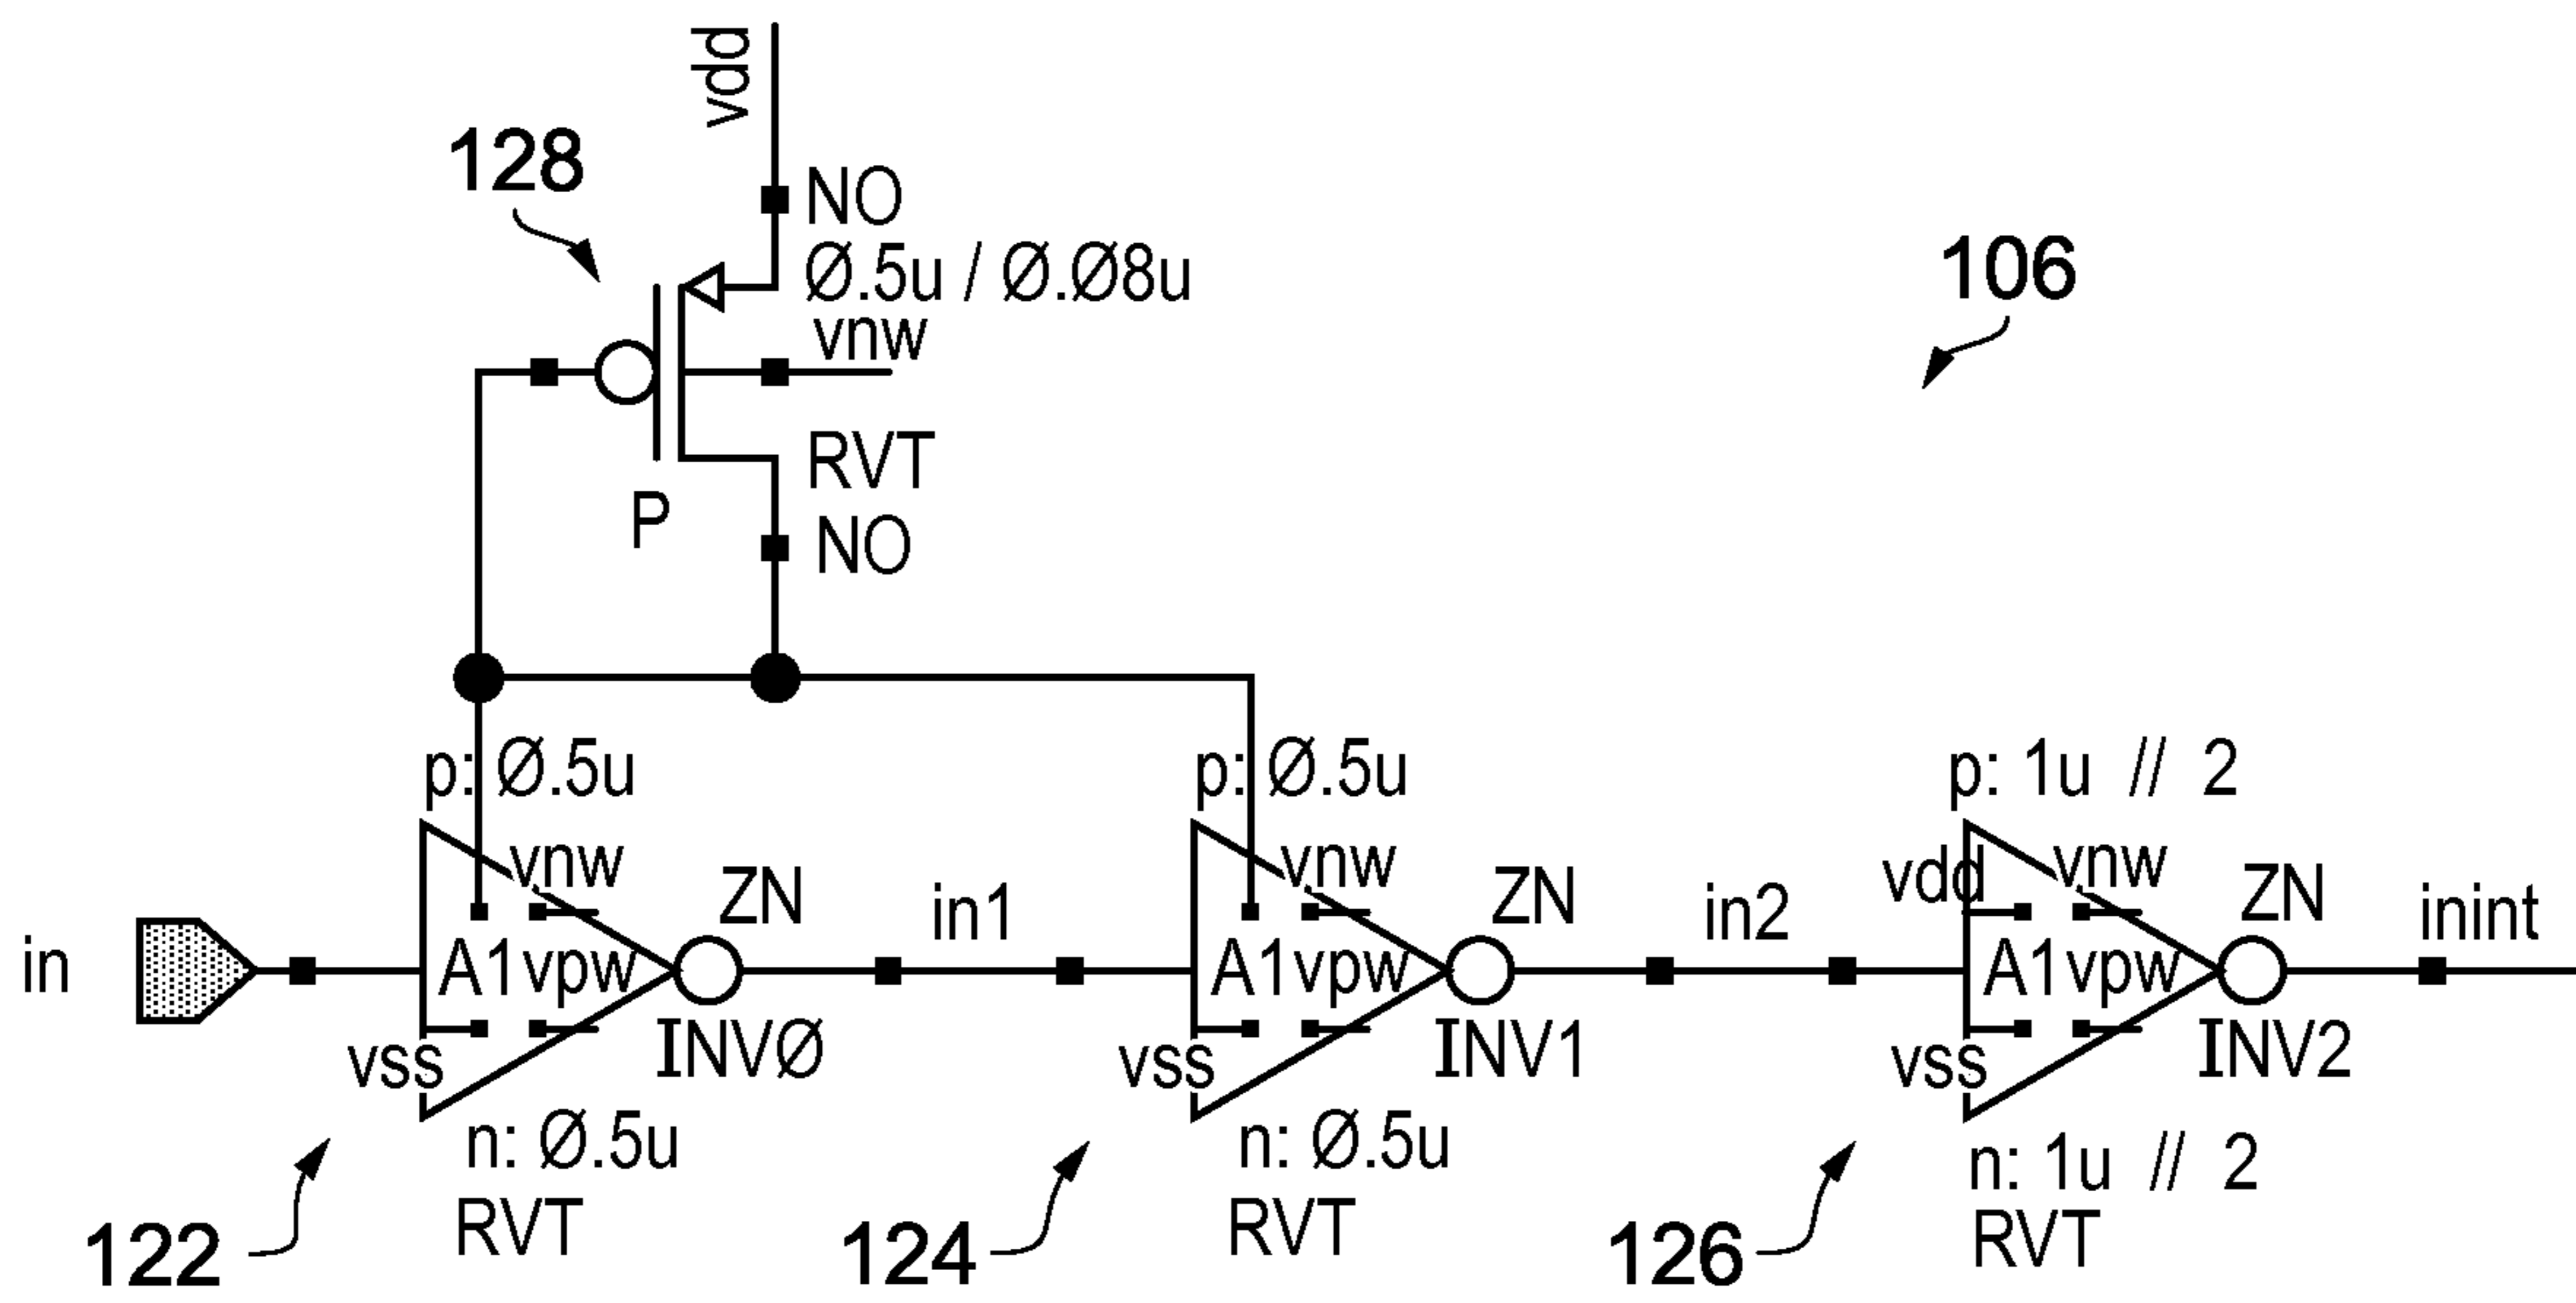 vdd
128
NO
Ø.5u / Ø.Ø8u
106
vnw
RVT
P
NO
p: Ø.5u
p: Ø.5u
p: 1u // 2
vnw
ZN
in1
vnw
ZN
in2
vdd
vnw
ZN
inint
in
A1
vpw
A1
vpw
A1
vpw
vss
INVØ
vss
INV1
vss
INV2
n: Ø.5u
n: Ø.5u
n: 1u // 2
RVT
RVT
RVT
122
124
126